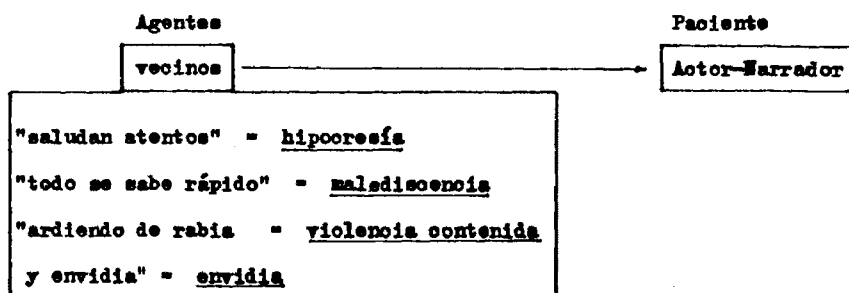 Agentes Paciente
vecinos Actor-Narrador
"saludan atentos" = hipocresía
"todo se sabe rápido" = malediscencia
"ardiendo de rabia = violencia contenida
y envidia" = envidia